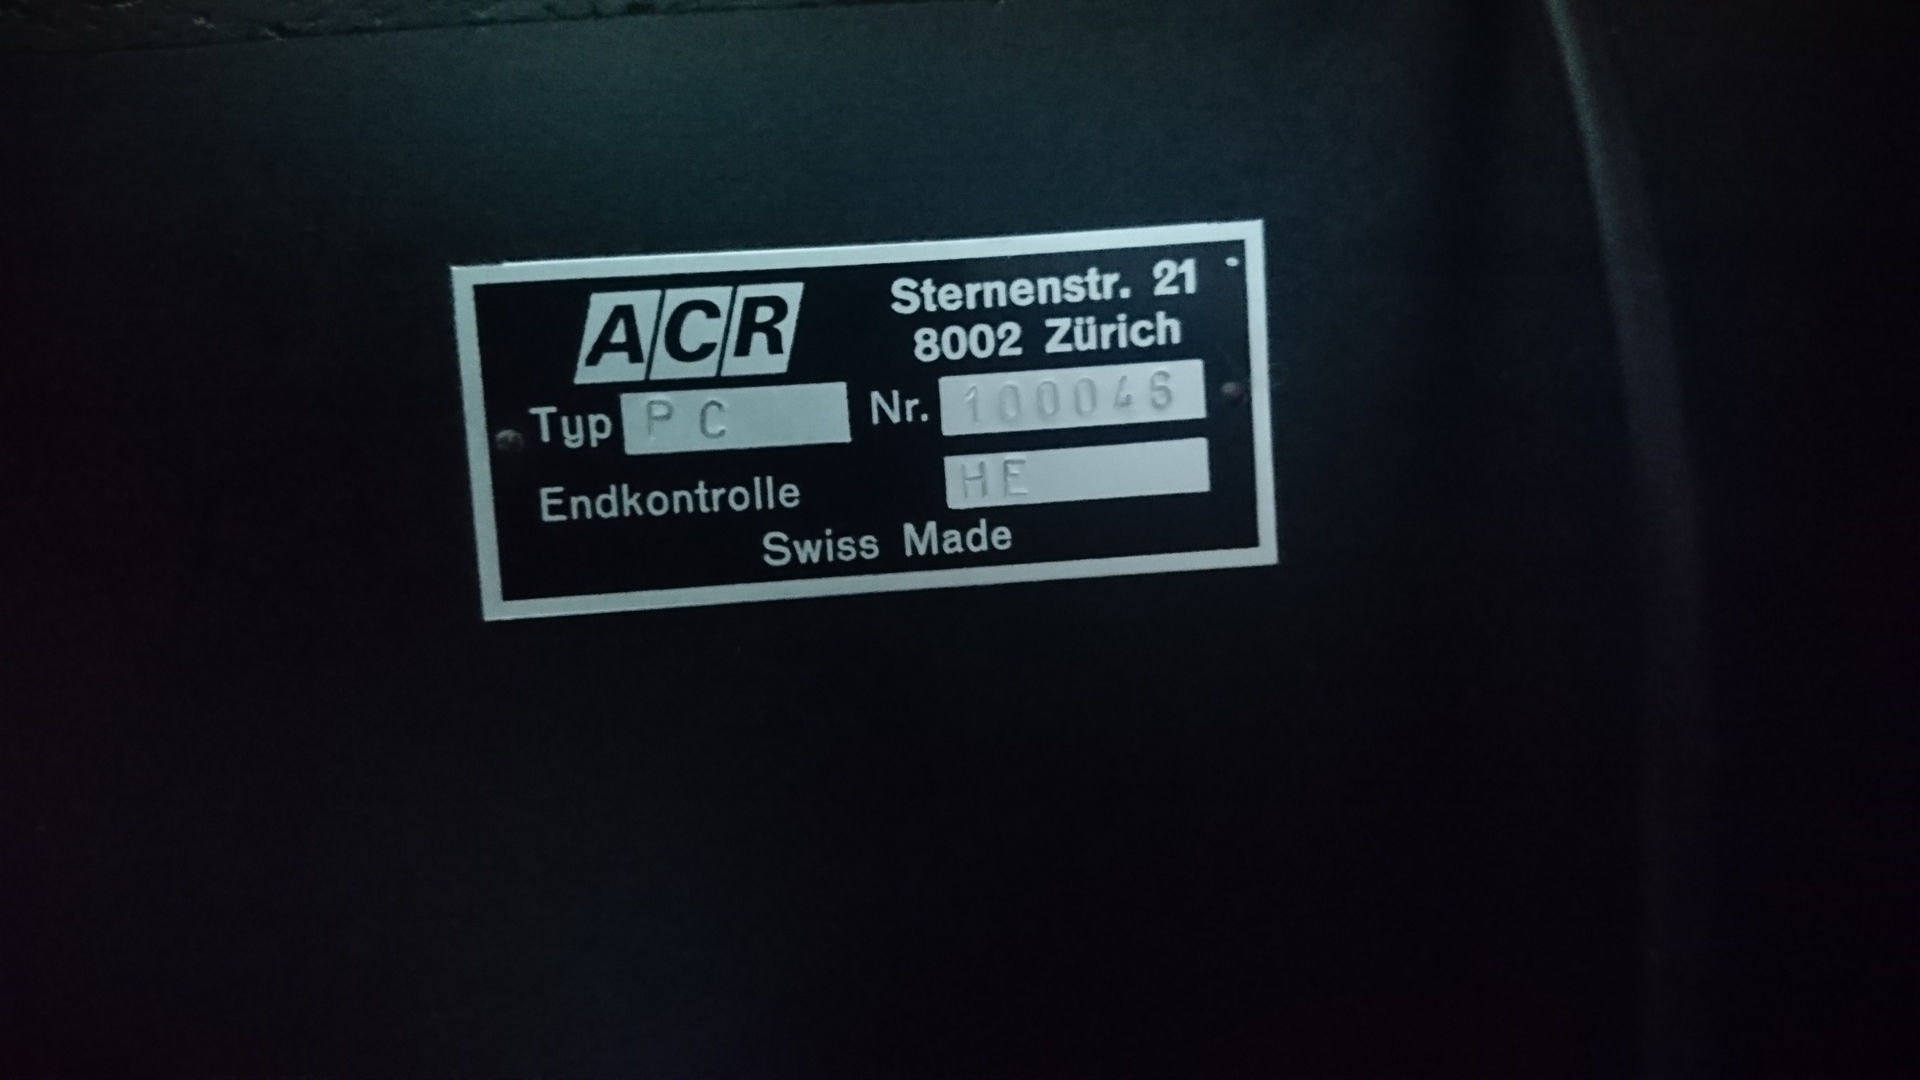 ACR
Sternenstr. 21
8002 Zürich
Typ PC Nr. 100046
Endkontrolle HE
Swiss Made